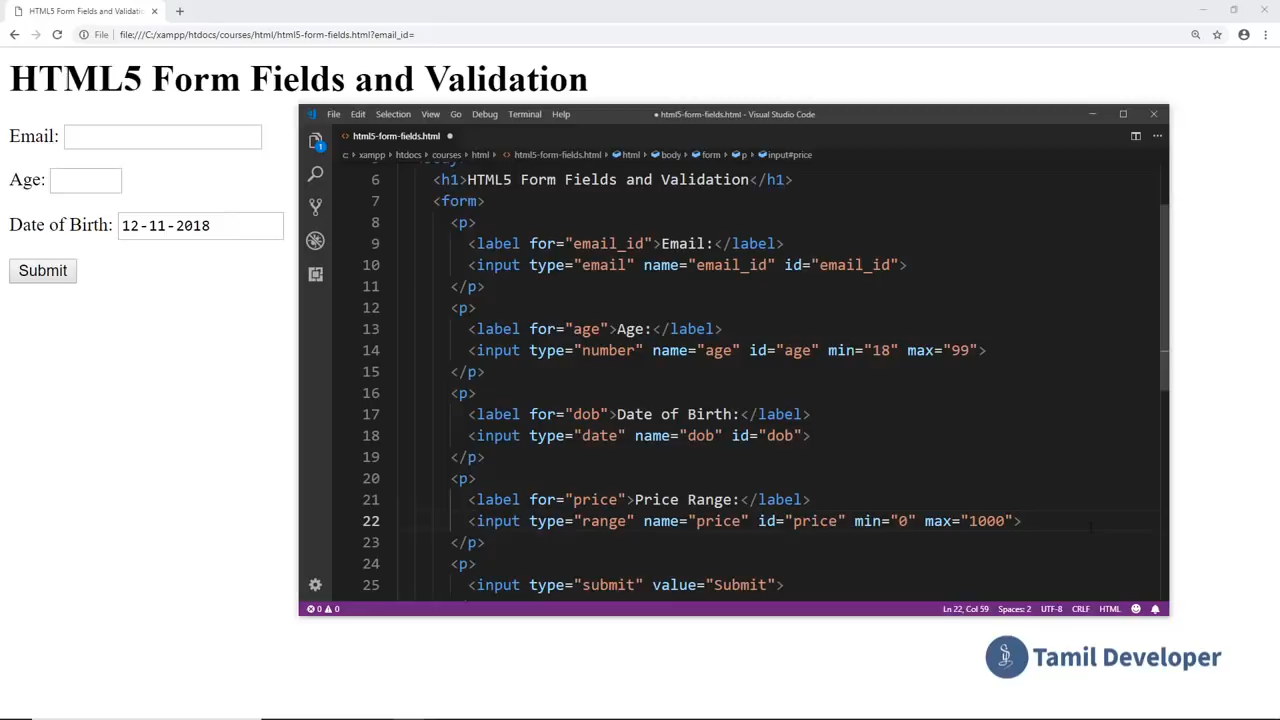 HTML5 Form Fields and Validatio
File
file:///C:/xampp/htdocs/courses/html/html5-form-fields.html?email_id=
HTML5 Form Fields and Validation
Email:
Age:
Date of Birth: 12-11-2018
Submit
File Edit Selection View Go Debug Terminal Help
● html5-form-fields.html - Visual Studio Code
html5-form-fields.html ●
c: > xampp > htdocs > courses > html > html5-form-fields.html > html > body > form > p > input#price
1
6 <h1>HTML5 Form Fields and Validation</h1>
7 <form>
8 <p>
9 <label for="email_id">Email:</label>
10 <input type="email" name="email_id" id="email_id">
11 </p>
12 <p>
13 <label for="age">Age:</label>
14 <input type="number" name="age" id="age" min="18" max="99">
15 </p>
16 <p>
17 <label for="dob">Date of Birth:</label>
18 <input type="date" name="dob" id="dob">
19 </p>
20 <p>
21 <label for="price">Price Range:</label>
22 <input type="range" name="price" id="price" min="0" max="1000">
23 </p>
24 <p>
25 <input type="submit" value="Submit">
0 0
Ln 22, Col 59 Spaces: 2 UTF-8 CRLF HTML
Tamil Developer